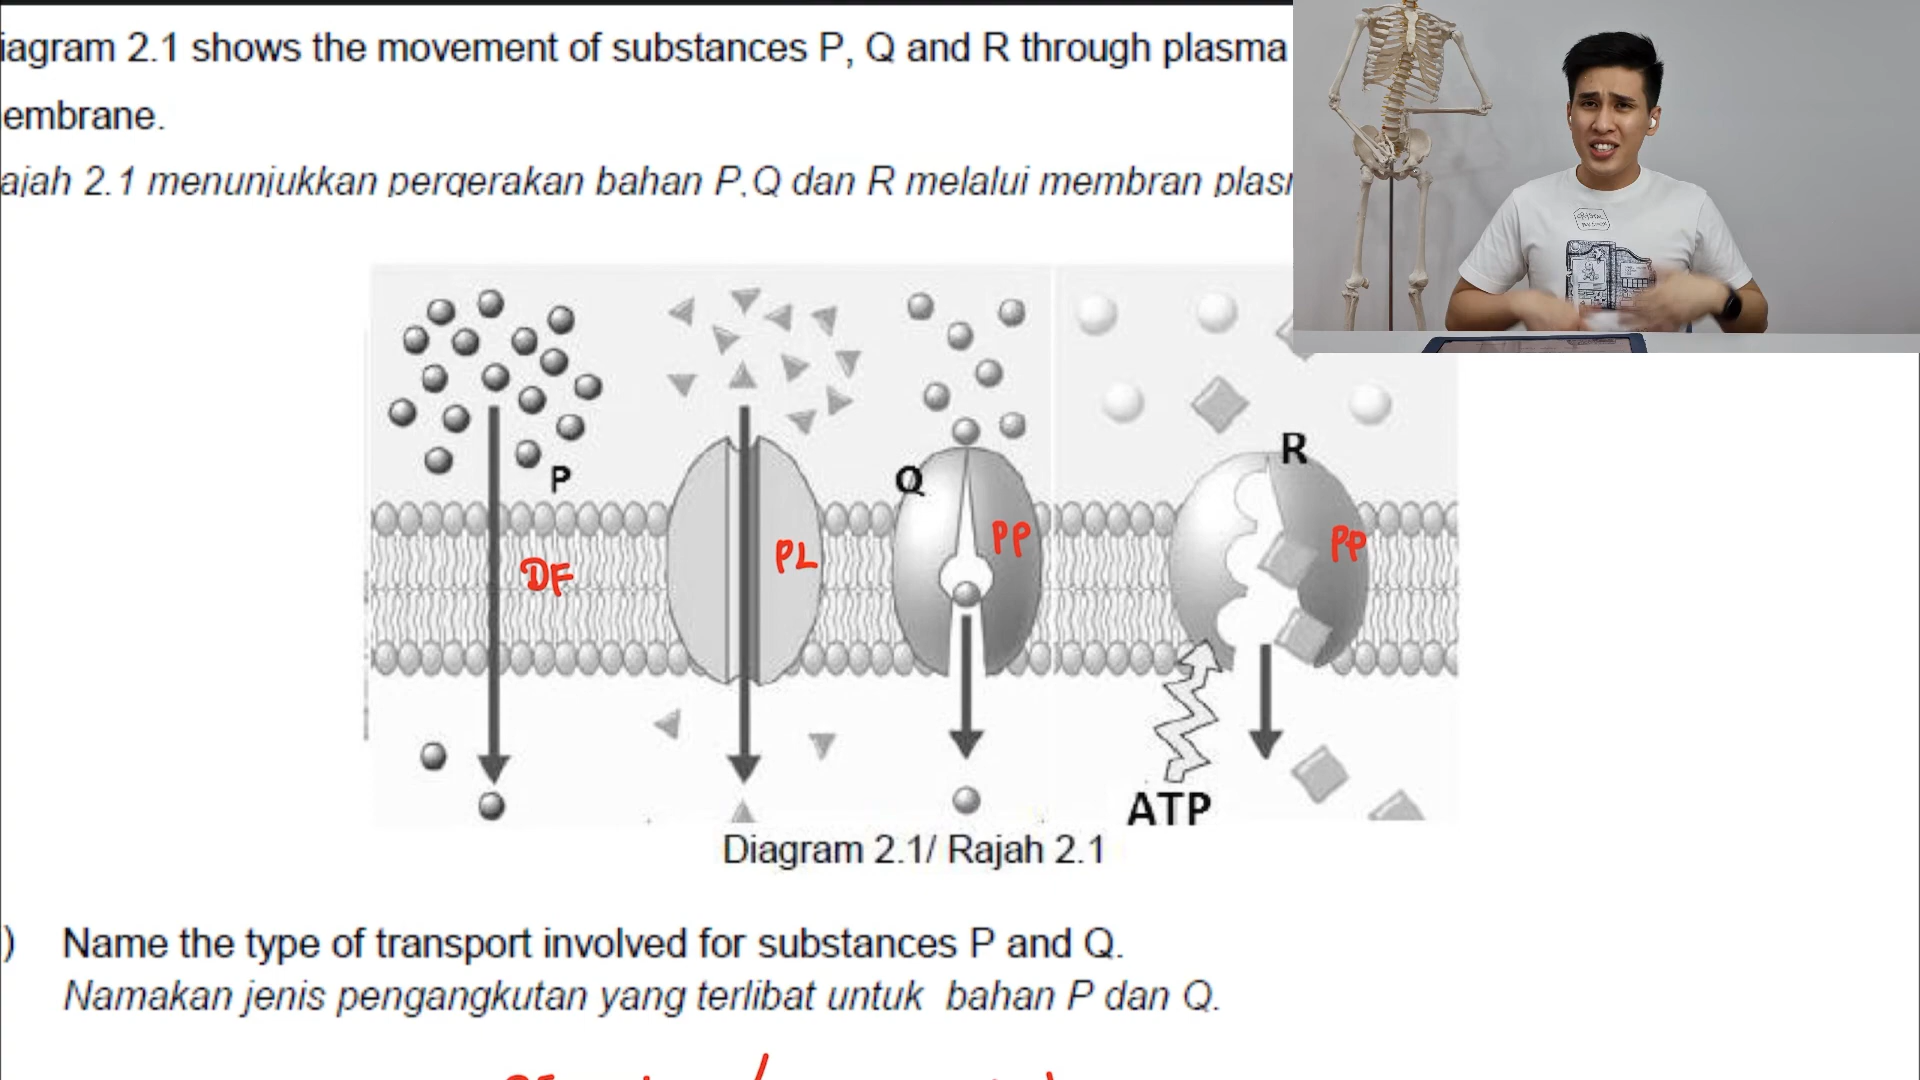 iagram 2.1 shows the movement of substances P, Q and R through plasma
embrane.
ajah 2.1 menunjukkan pergerakan bahan P,Q dan R melalui membran plas
P
Q
R
DF
PL
PP
PP
ATP
Diagram 2.1/ Rajah 2.1
) Name the type of transport involved for substances P and Q.
Namakan jenis pengangkutan yang terlibat untuk bahan P dan Q.